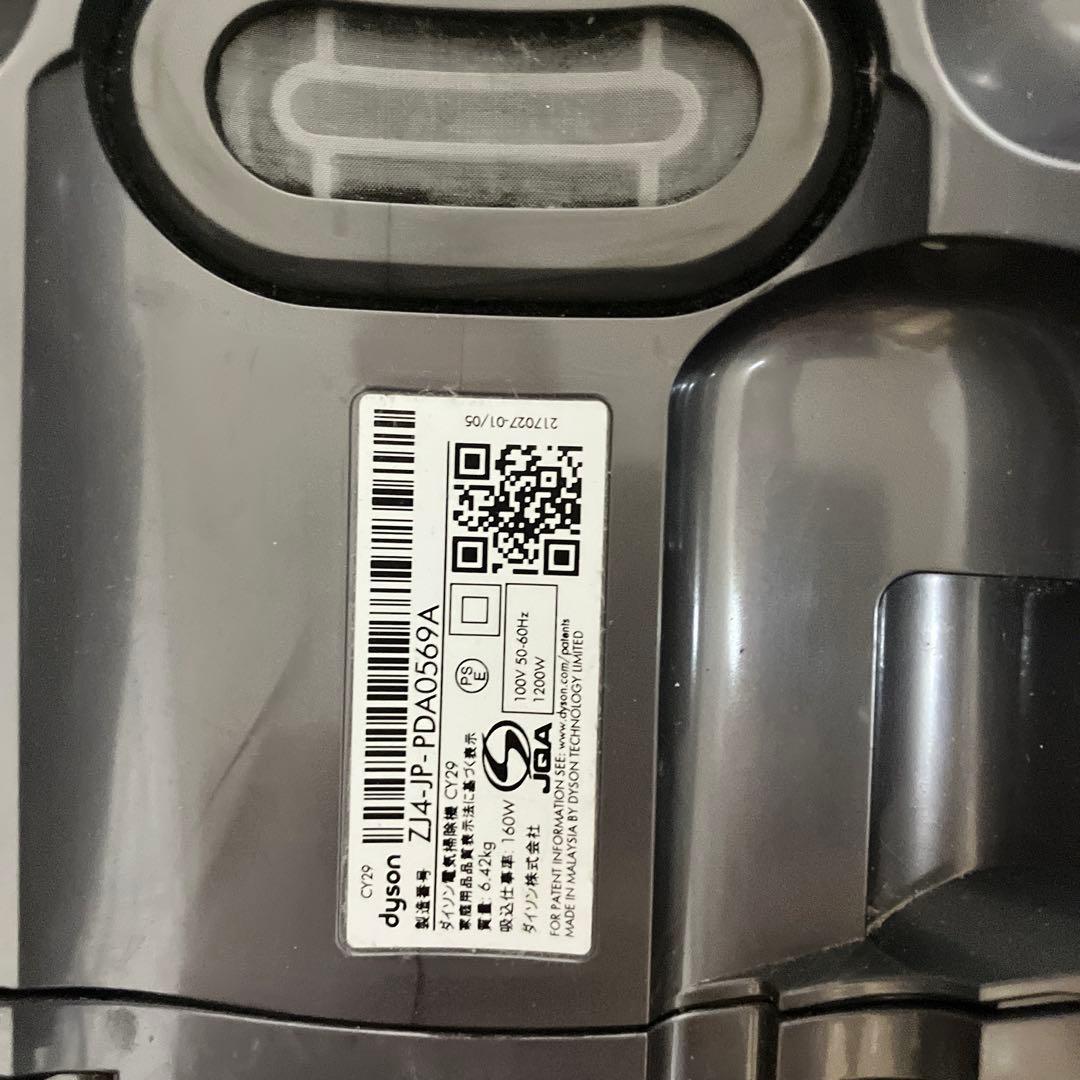 CY29
dyson
製造番号 ZJ4-JP-PDA0569A
ダイソン電気掃除機 CY29
家庭用品品質表示法に基づく表示
質量: 6.42kg
吸込仕事率: 160W
ダイソン株式会社
JQA
PS
E
100V 50-60Hz
1200W
FOR PATENT INFORMATION SEE: www.dyson.com/patents
MADE IN MALAYSIA BY DYSON TECHNOLOGY LIMITED
217027-01/05